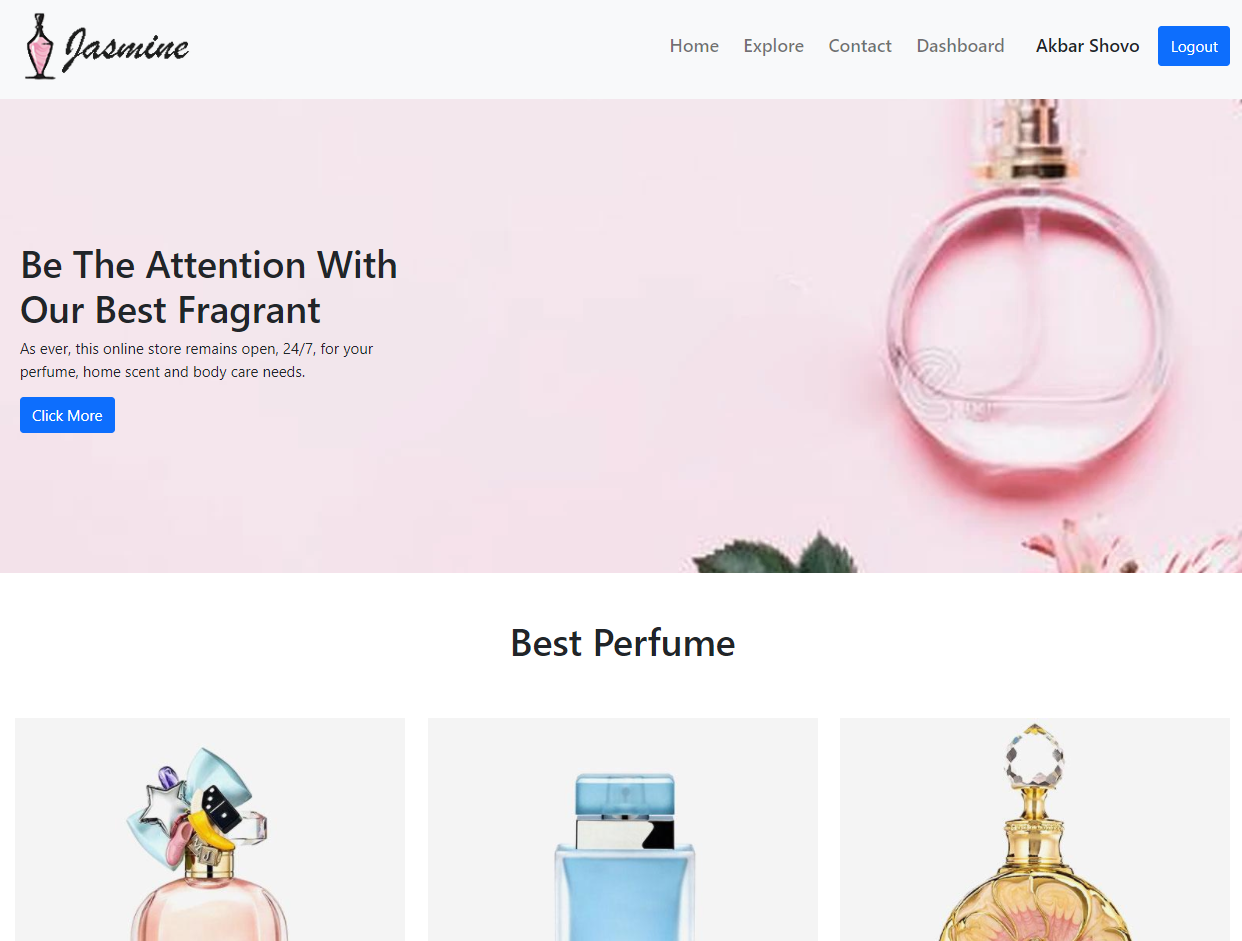 Jasmine
Home Explore Contact Dashboard Akbar Shovo Logout
Be The Attention With
Our Best Fragrant
As ever, this online store remains open, 24/7, for your
perfume, home scent and body care needs.
Click More
Best Perfume